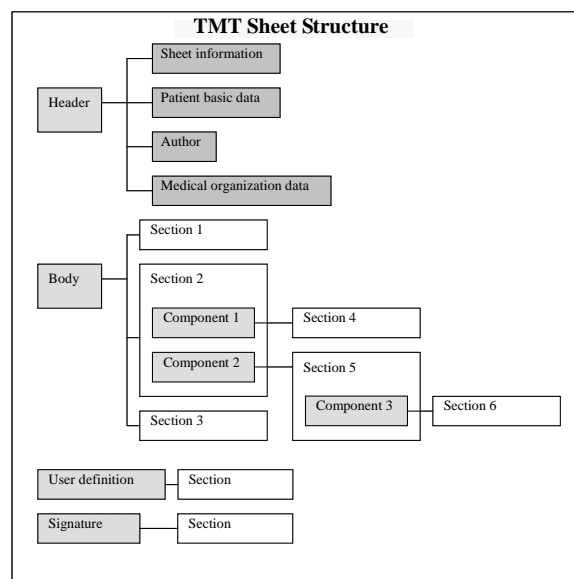 TMT Sheet Structure
Sheet information
Header
Patient basic data
Author
Medical organization data
Section 1
Body
Section 2
Component 1
Section 4
Component 2
Section 5
Component 3
Section 6
Section 3
User definition
Section
Signature
Section